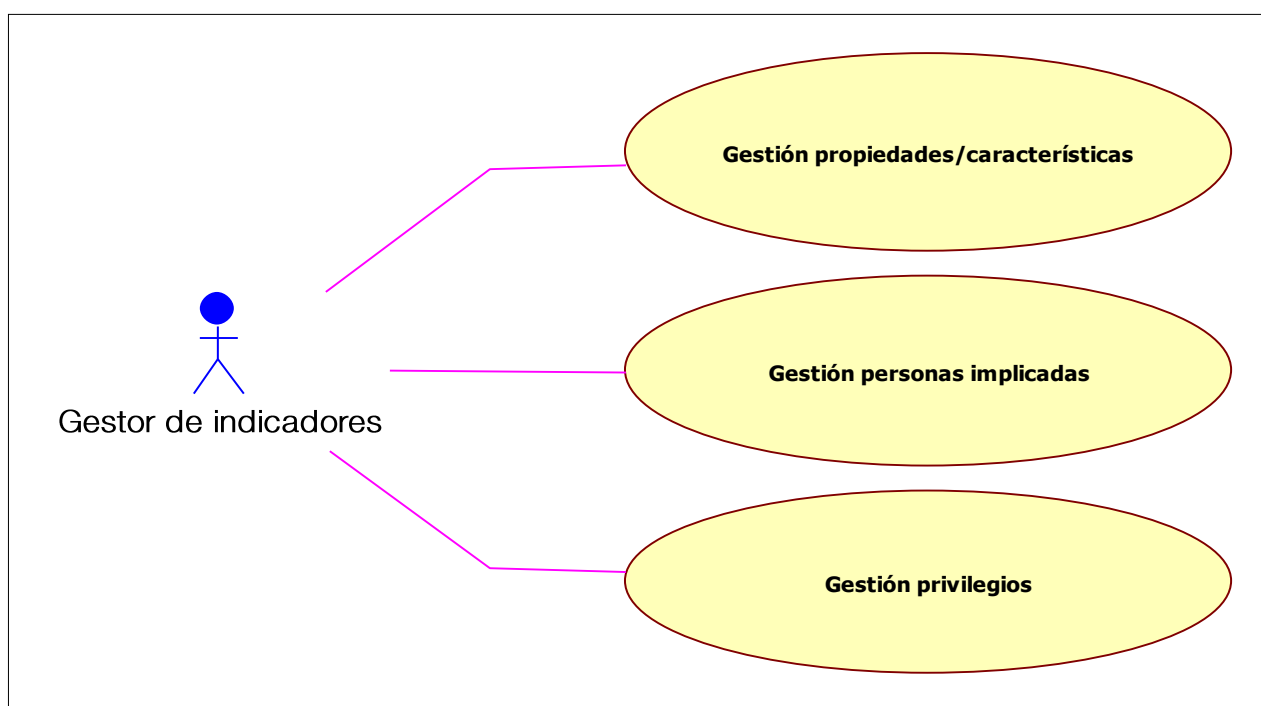 Gestión propiedades/características
Gestión personas implicadas
Gestor de indicadores
Gestión privilegios